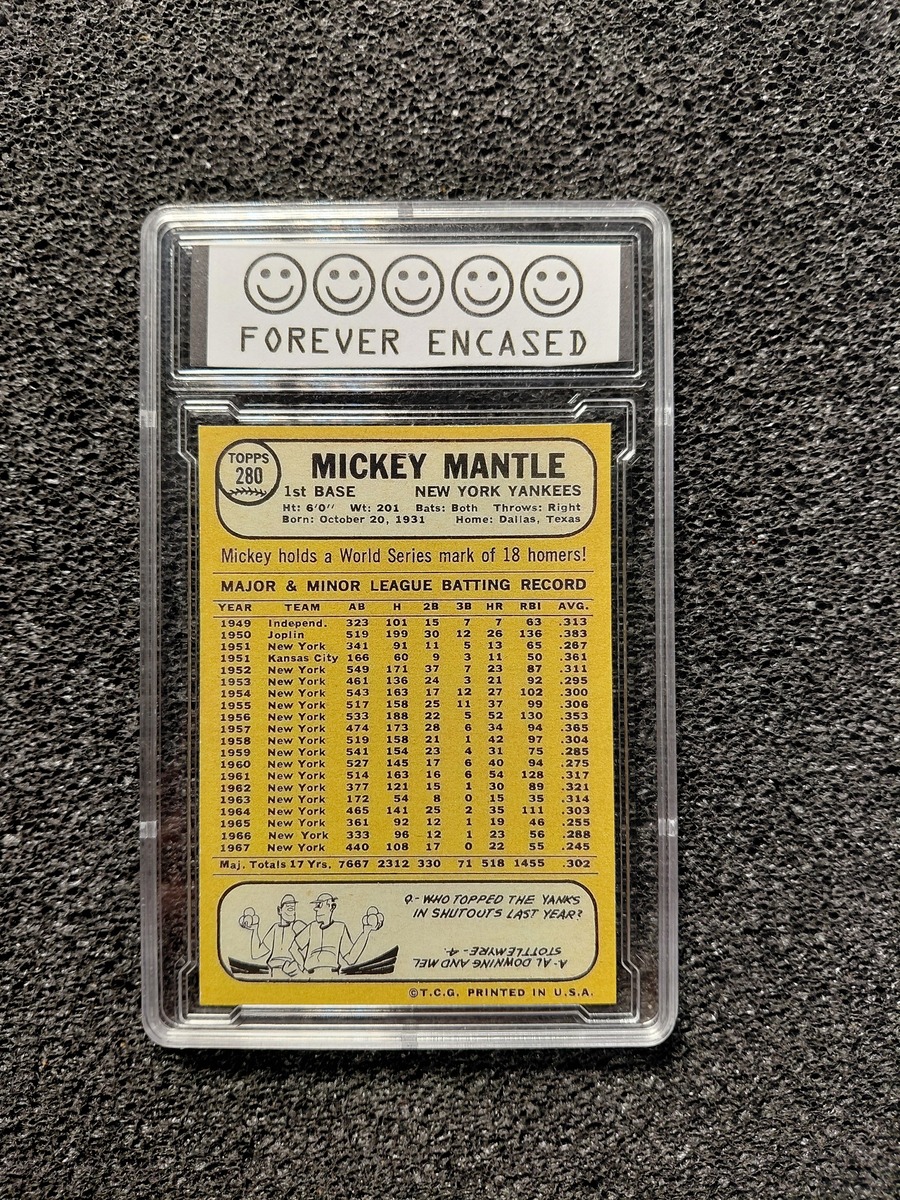 FOREVER ENCASED
TOPPS
280
MICKEY MANTLE
1st BASE NEW YORK YANKEES
Ht: 6'0" Wt: 201 Bats: Both Throws: Right
Born: October 20, 1931 Home: Dallas, Texas
Mickey holds a World Series mark of 18 homers!
MAJOR & MINOR LEAGUE BATTING RECORD
YEAR TEAM AB H 2B 3B HR RBI AVG.
1949 Independ. 323 101 15 7 7 63 .313
1950 Joplin 519 199 30 12 26 136 .383
1951 New York 341 91 11 5 13 65 .267
1951 Kansas City 166 60 9 3 11 50 .361
1952 New York 549 171 37 7 23 87 .311
1953 New York 461 136 24 3 21 92 .295
1954 New York 543 163 17 12 27 102 .300
1955 New York 517 158 25 11 37 99 .306
1956 New York 533 188 22 5 52 130 .353
1957 New York 474 173 28 6 34 94 .365
1958 New York 519 158 21 1 42 97 .304
1959 New York 541 154 23 4 31 75 .285
1960 New York 527 145 17 6 40 94 .275
1961 New York 514 163 16 6 54 128 .317
1962 New York 377 121 15 1 30 89 .321
1963 New York 172 54 8 0 15 35 .314
1964 New York 465 141 25 2 35 111 .303
1965 New York 361 92 12 1 19 46 .255
1966 New York 333 96 12 1 23 56 .288
1967 New York 440 108 17 0 22 55 .245
Maj. Totals 17 Yrs. 7667 2312 330 71 518 1455 .302
Q- WHO TOPPED THE YANKS
IN SHUTOUTS LAST YEAR?
A- AL DOWNING AND MEL
STOTTLEMYRE - 4.
©T.C.G. PRINTED IN U.S.A.